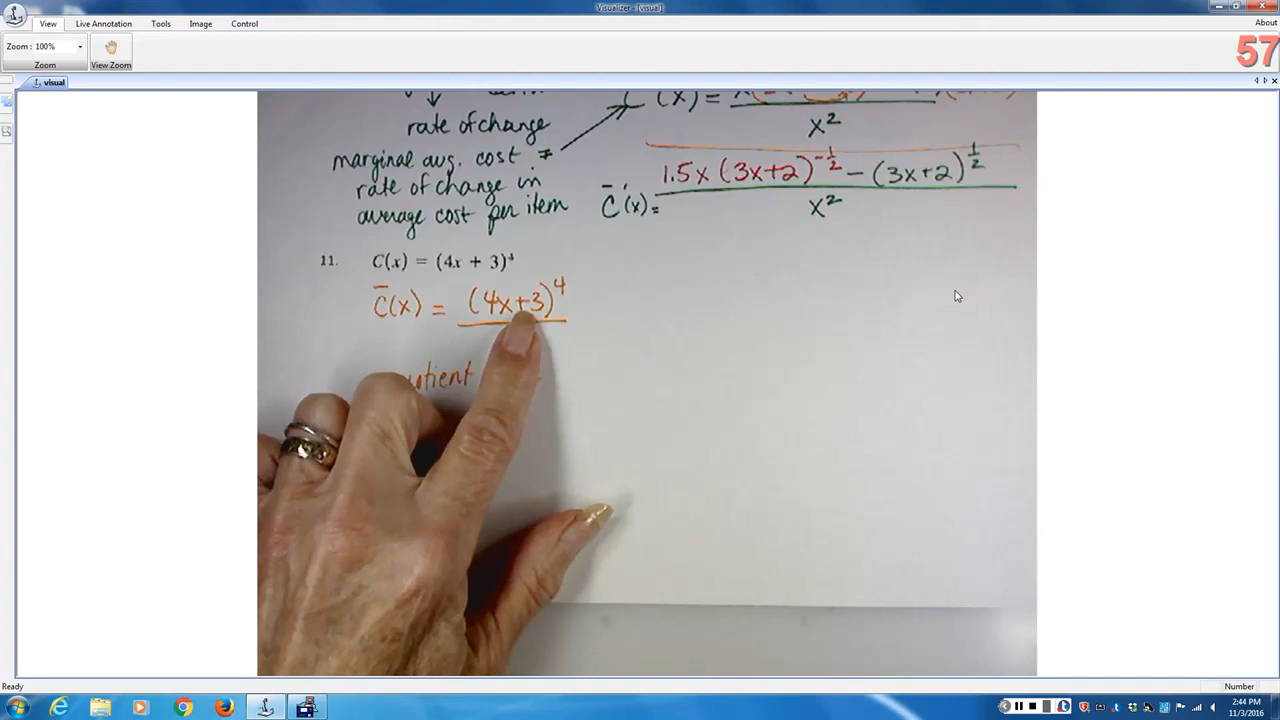 Visualizer - [visual]
View Live Annotation Tools Image Control About
Zoom : 100%
Zoom View Zoom
57
visual
rate of change
marginal avg. cost =
rate of change in
average cost per item
x²
C̄'(x) = 1.5x (3x+2)^-1/2 − (3x+2)^1/2
x²
11. C(x) = (4x + 3)⁴
C̄(x) = (4x+3)⁴
Ready Number
2:44 PM
11/3/2016